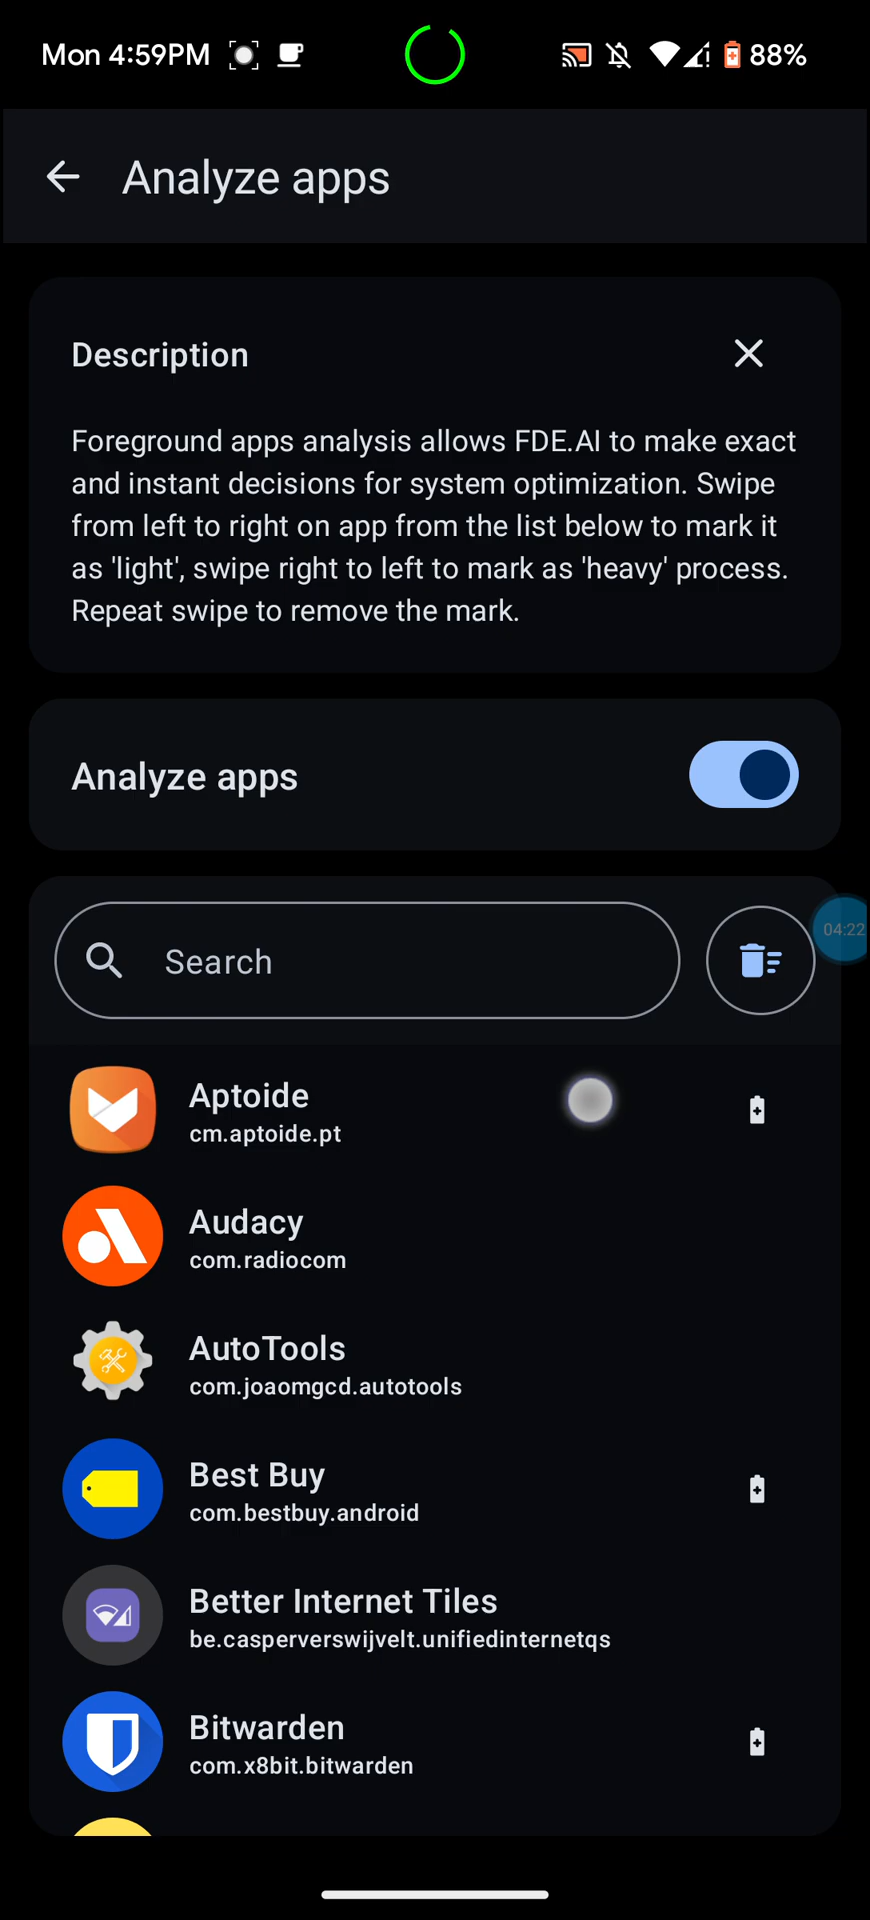 Mon 4:59PM
88%
Analyze apps
Description
Foreground apps analysis allows FDE.AI to make exact
and instant decisions for system optimization. Swipe
from left to right on app from the list below to mark it
as 'light', swipe right to left to mark as 'heavy' process.
Repeat swipe to remove the mark.
Analyze apps
Search
04:22
Aptoide
cm.aptoide.pt
Audacy
com.radiocom
AutoTools
com.joaomgcd.autotools
Best Buy
com.bestbuy.android
Better Internet Tiles
be.casperverswijvelt.unifiedinternetqs
Bitwarden
com.x8bit.bitwarden